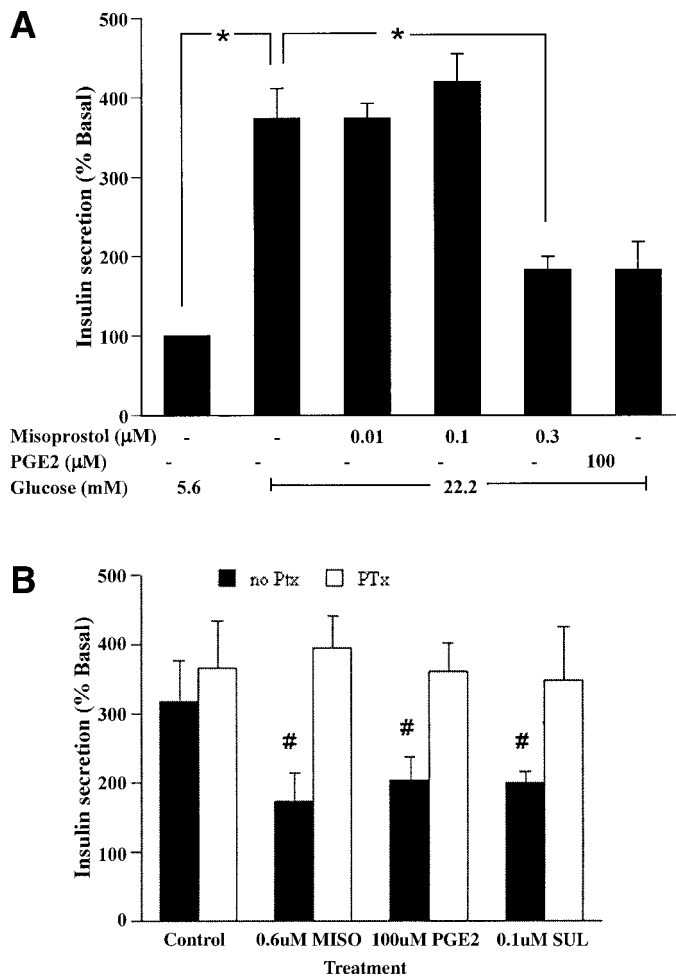 A
500
400
300
200
100
0
Insulin secretion (% Basal)
*
*
Misoprostol (µM) - - 0.01 0.1 0.3 -
PGE2 (µM) - - - - - 100
Glucose (mM) 5.6 22.2
B
no Ptx PTx
500
400
300
200
100
0
Insulin secretion (% Basal)
# # #
Control 0.6uM MISO 100uM PGE2 0.1uM SUL
Treatment